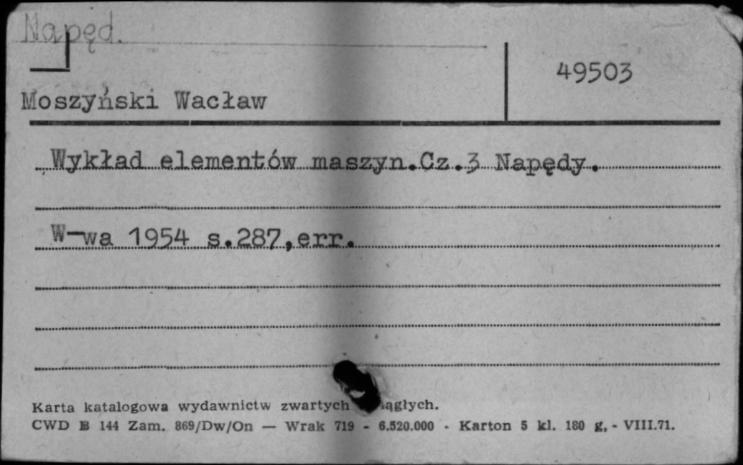 Napęd.
49503
Moszyński Wacław
Wykład elementów maszyn.Cz.3 Napędy.
W-wa 1954 s.287,err.
Karta katalogowa wydawnictw zwartych
CWD B 144 Zam. 869/Dw/On — Wrak 719 - 6.520.000 - Karton 5 kl. 180 g, - VIII.71.